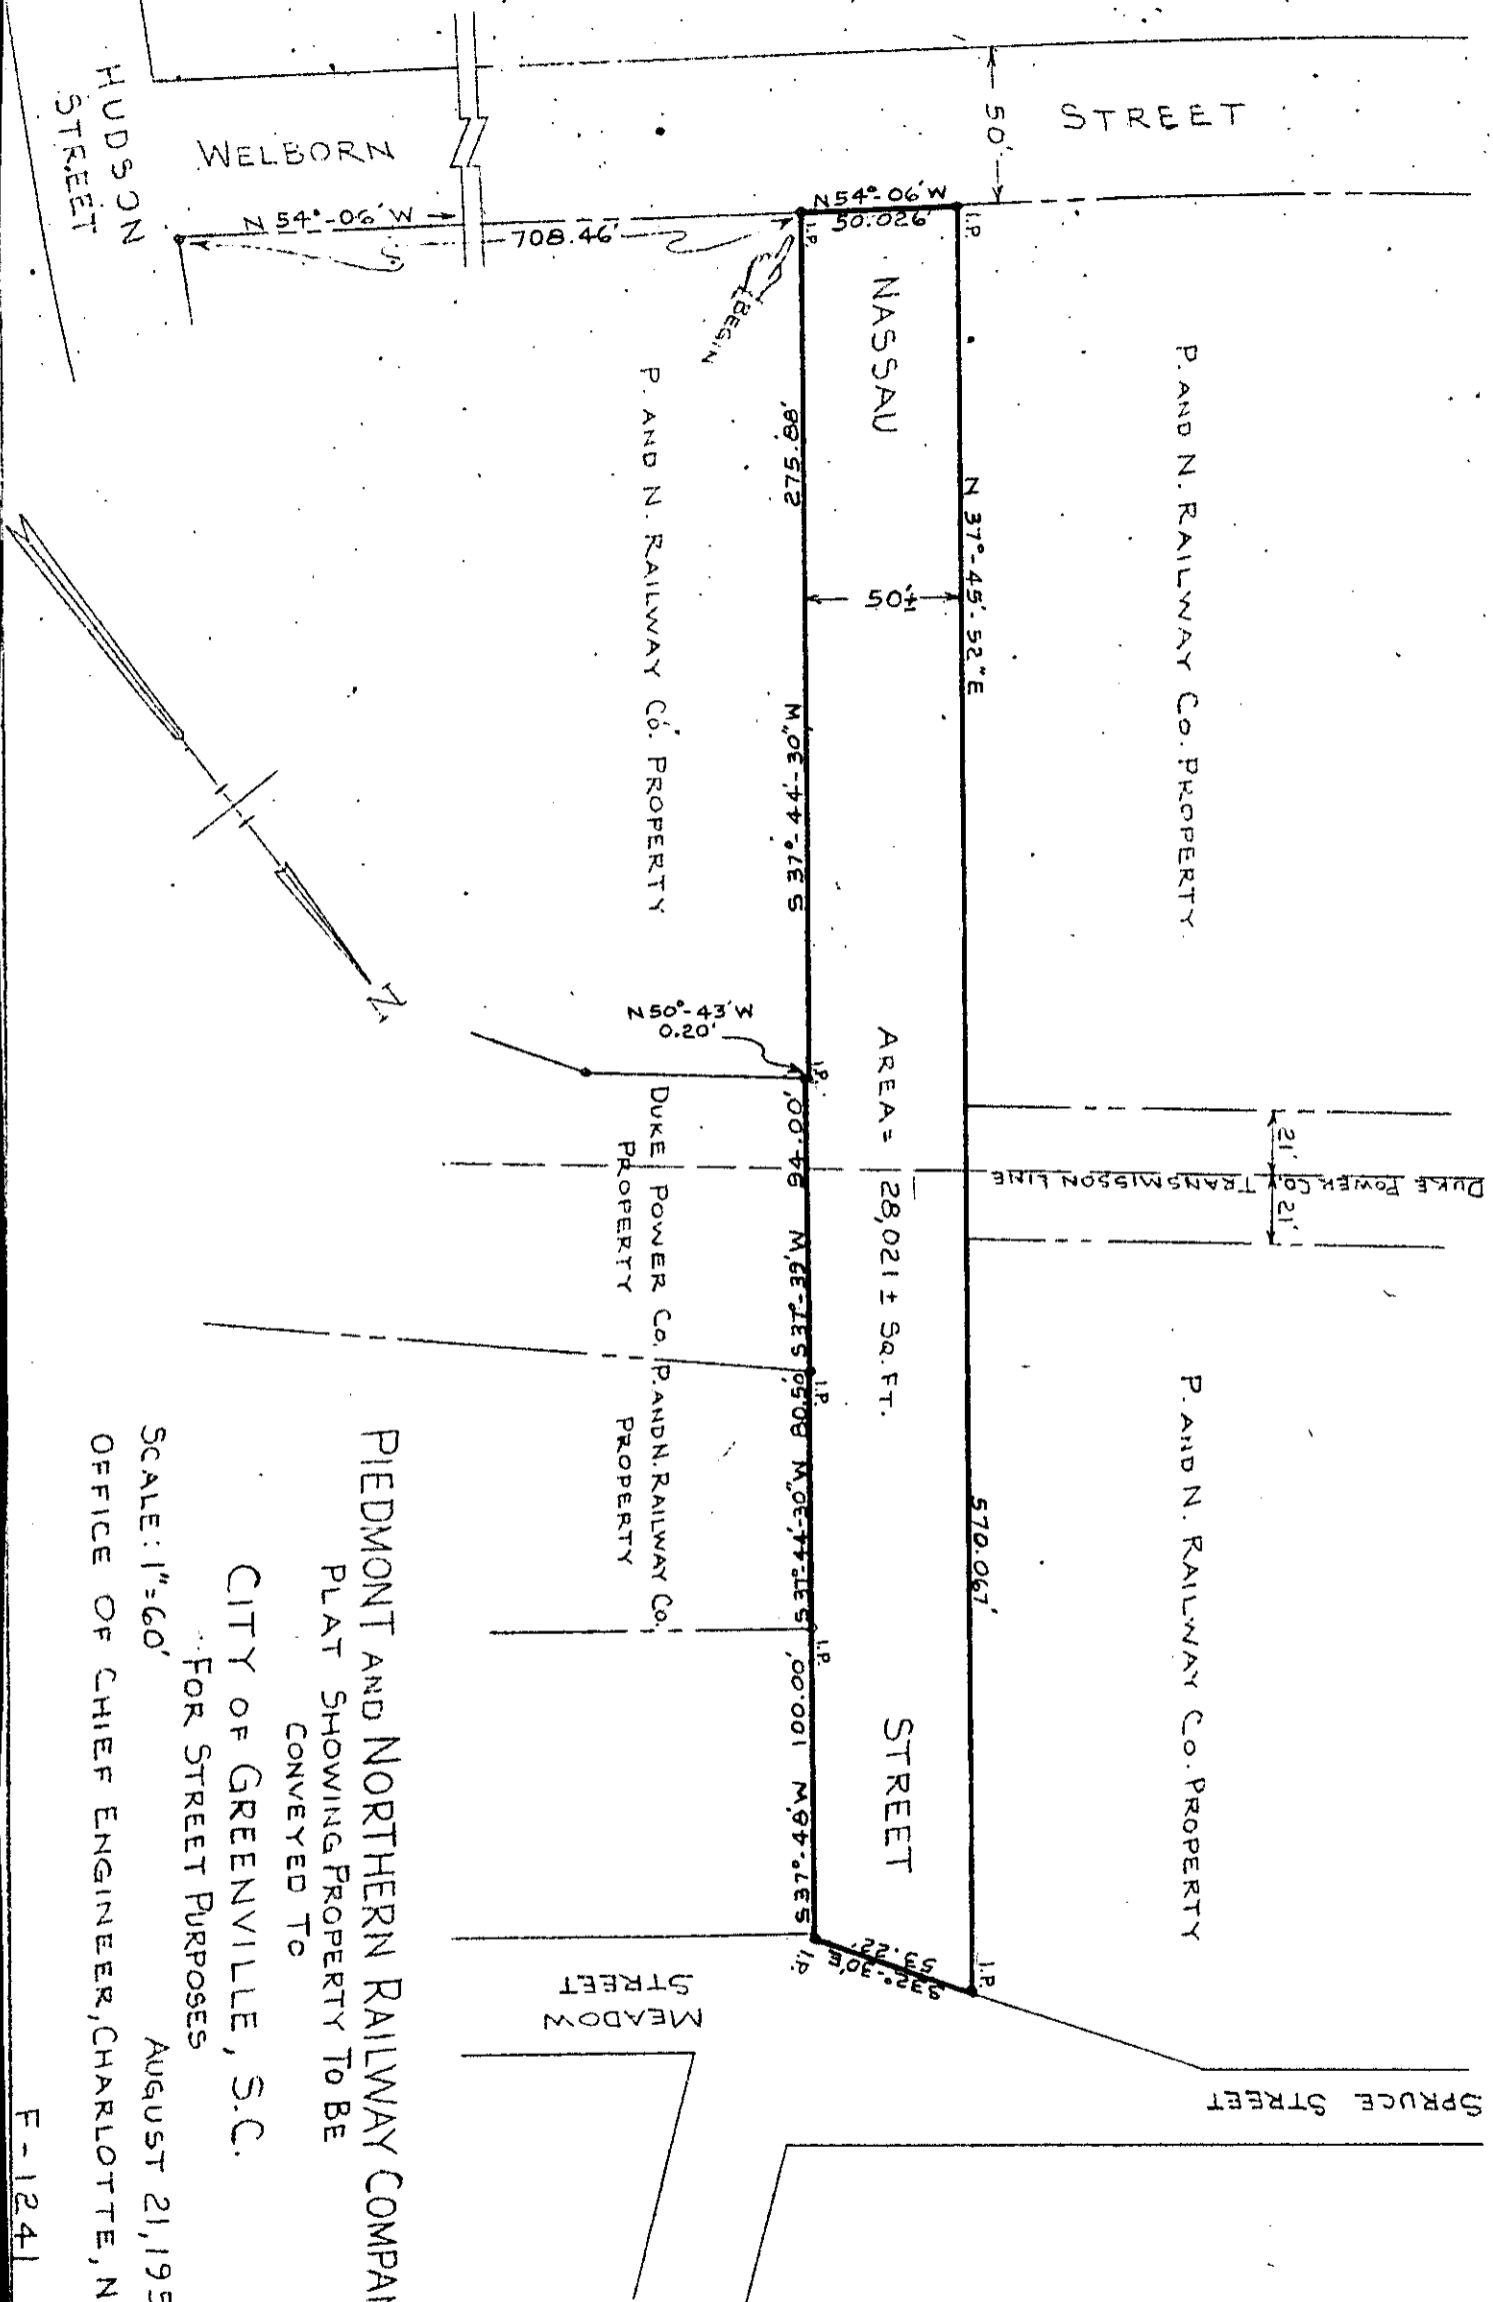 HUDSON
STREET
WELBORN
STREET
50'
N 54°-06' W
708.46'
N 54°-06' W
50.026'
I.P.
I.P.
BEGIN
NASSAU
STREET
P. AND N. RAILWAY CO. PROPERTY
P. AND N. RAILWAY CO. PROPERTY
P. AND N. RAILWAY CO. PROPERTY
275.88'
S 37°-44'-30" W
N 37°-45'-52" E
50'±
570.067'
AREA = 28,021 ± SQ. FT.
N 50°-43' W
0.20'
I.P.
94.00'
S 37°-39' W
I.P.
80.50'
S 37°-44'-30" W
I.P.
100.00'
S 37°-48' W
I.P.
S 32°-30' E
53.22'
I.P.
21'
21'
DUKE POWER CO. TRANSMISSON LINE
DUKE POWER CO.
PROPERTY
P. AND N. RAILWAY CO.
PROPERTY
MEADOW
STREET
SPRUCE STREET
N
PIEDMONT AND NORTHERN RAILWAY
PLAT SHOWING PROPERTY TO BE
CONVEYED TO
CITY OF GREENVILLE, S.C.
FOR STREET PURPOSES
SCALE: 1"=60' AUGUST 21, 195
OFFICE OF CHIEF ENGINEER, CHARLOTTE, N
F-1241